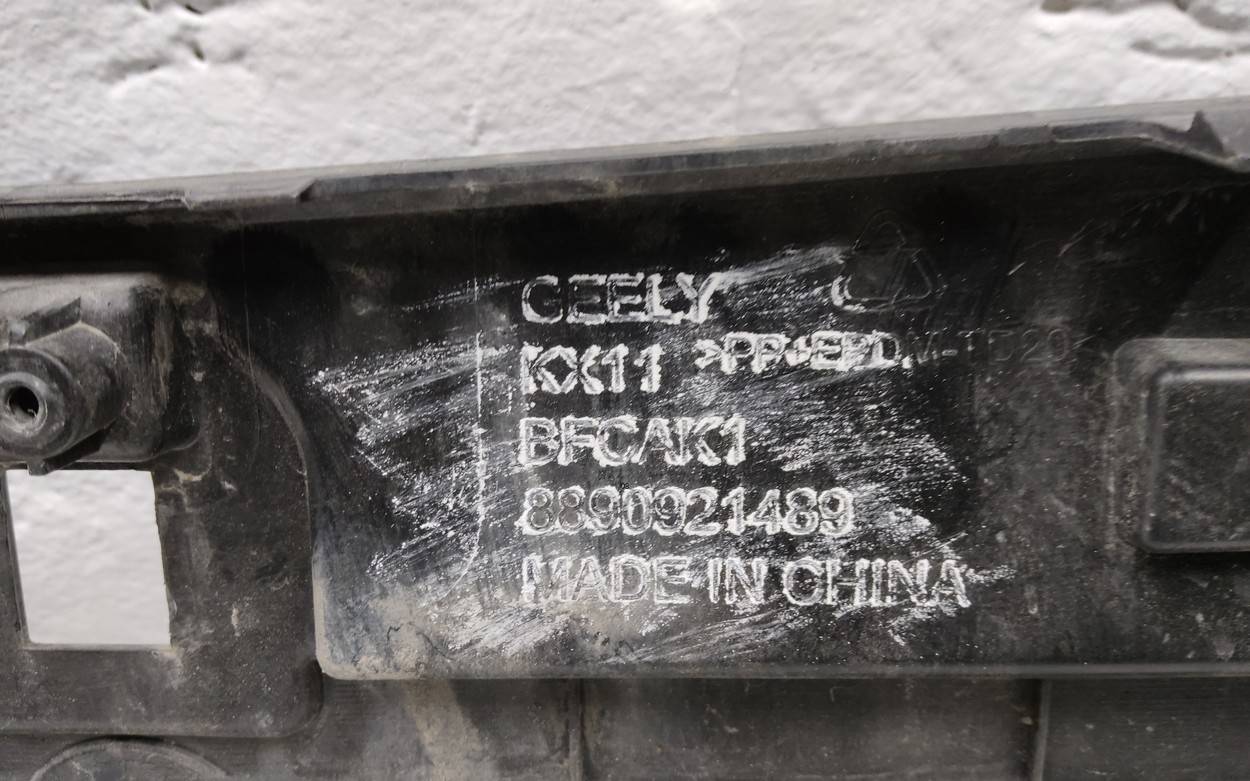 GEELY
KX11 >PP+EPDM-TD20<
BFCAK1
8890921489
MADE IN CHINA